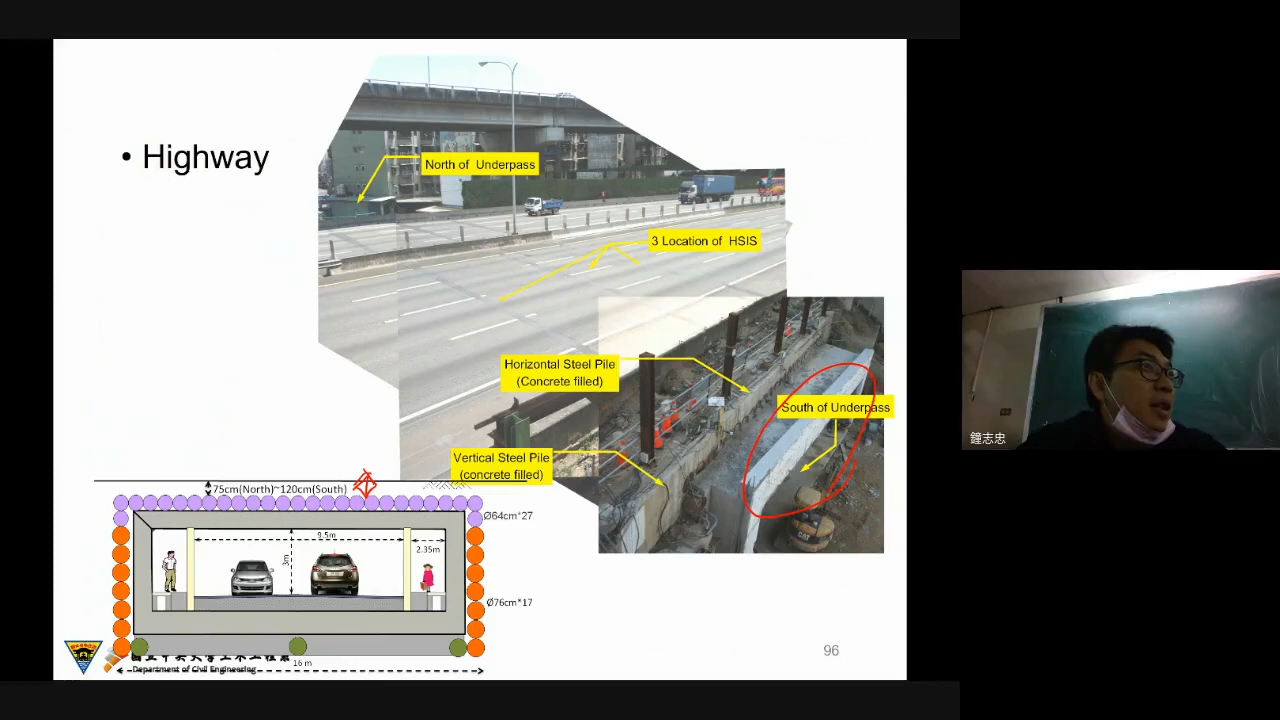 • Highway
North of Underpass
3 Location of HSIS
Horizontal Steel Pile
(Concrete filled)
South of Underpass
Vertical Steel Pile
(concrete filled)
75cm(North)~120cm(South)
Ø64cm*27
9.5m
3m
2.35m
Ø76cm*17
16 m
Department of Civil Engineering
96
CAT
鐘志忠